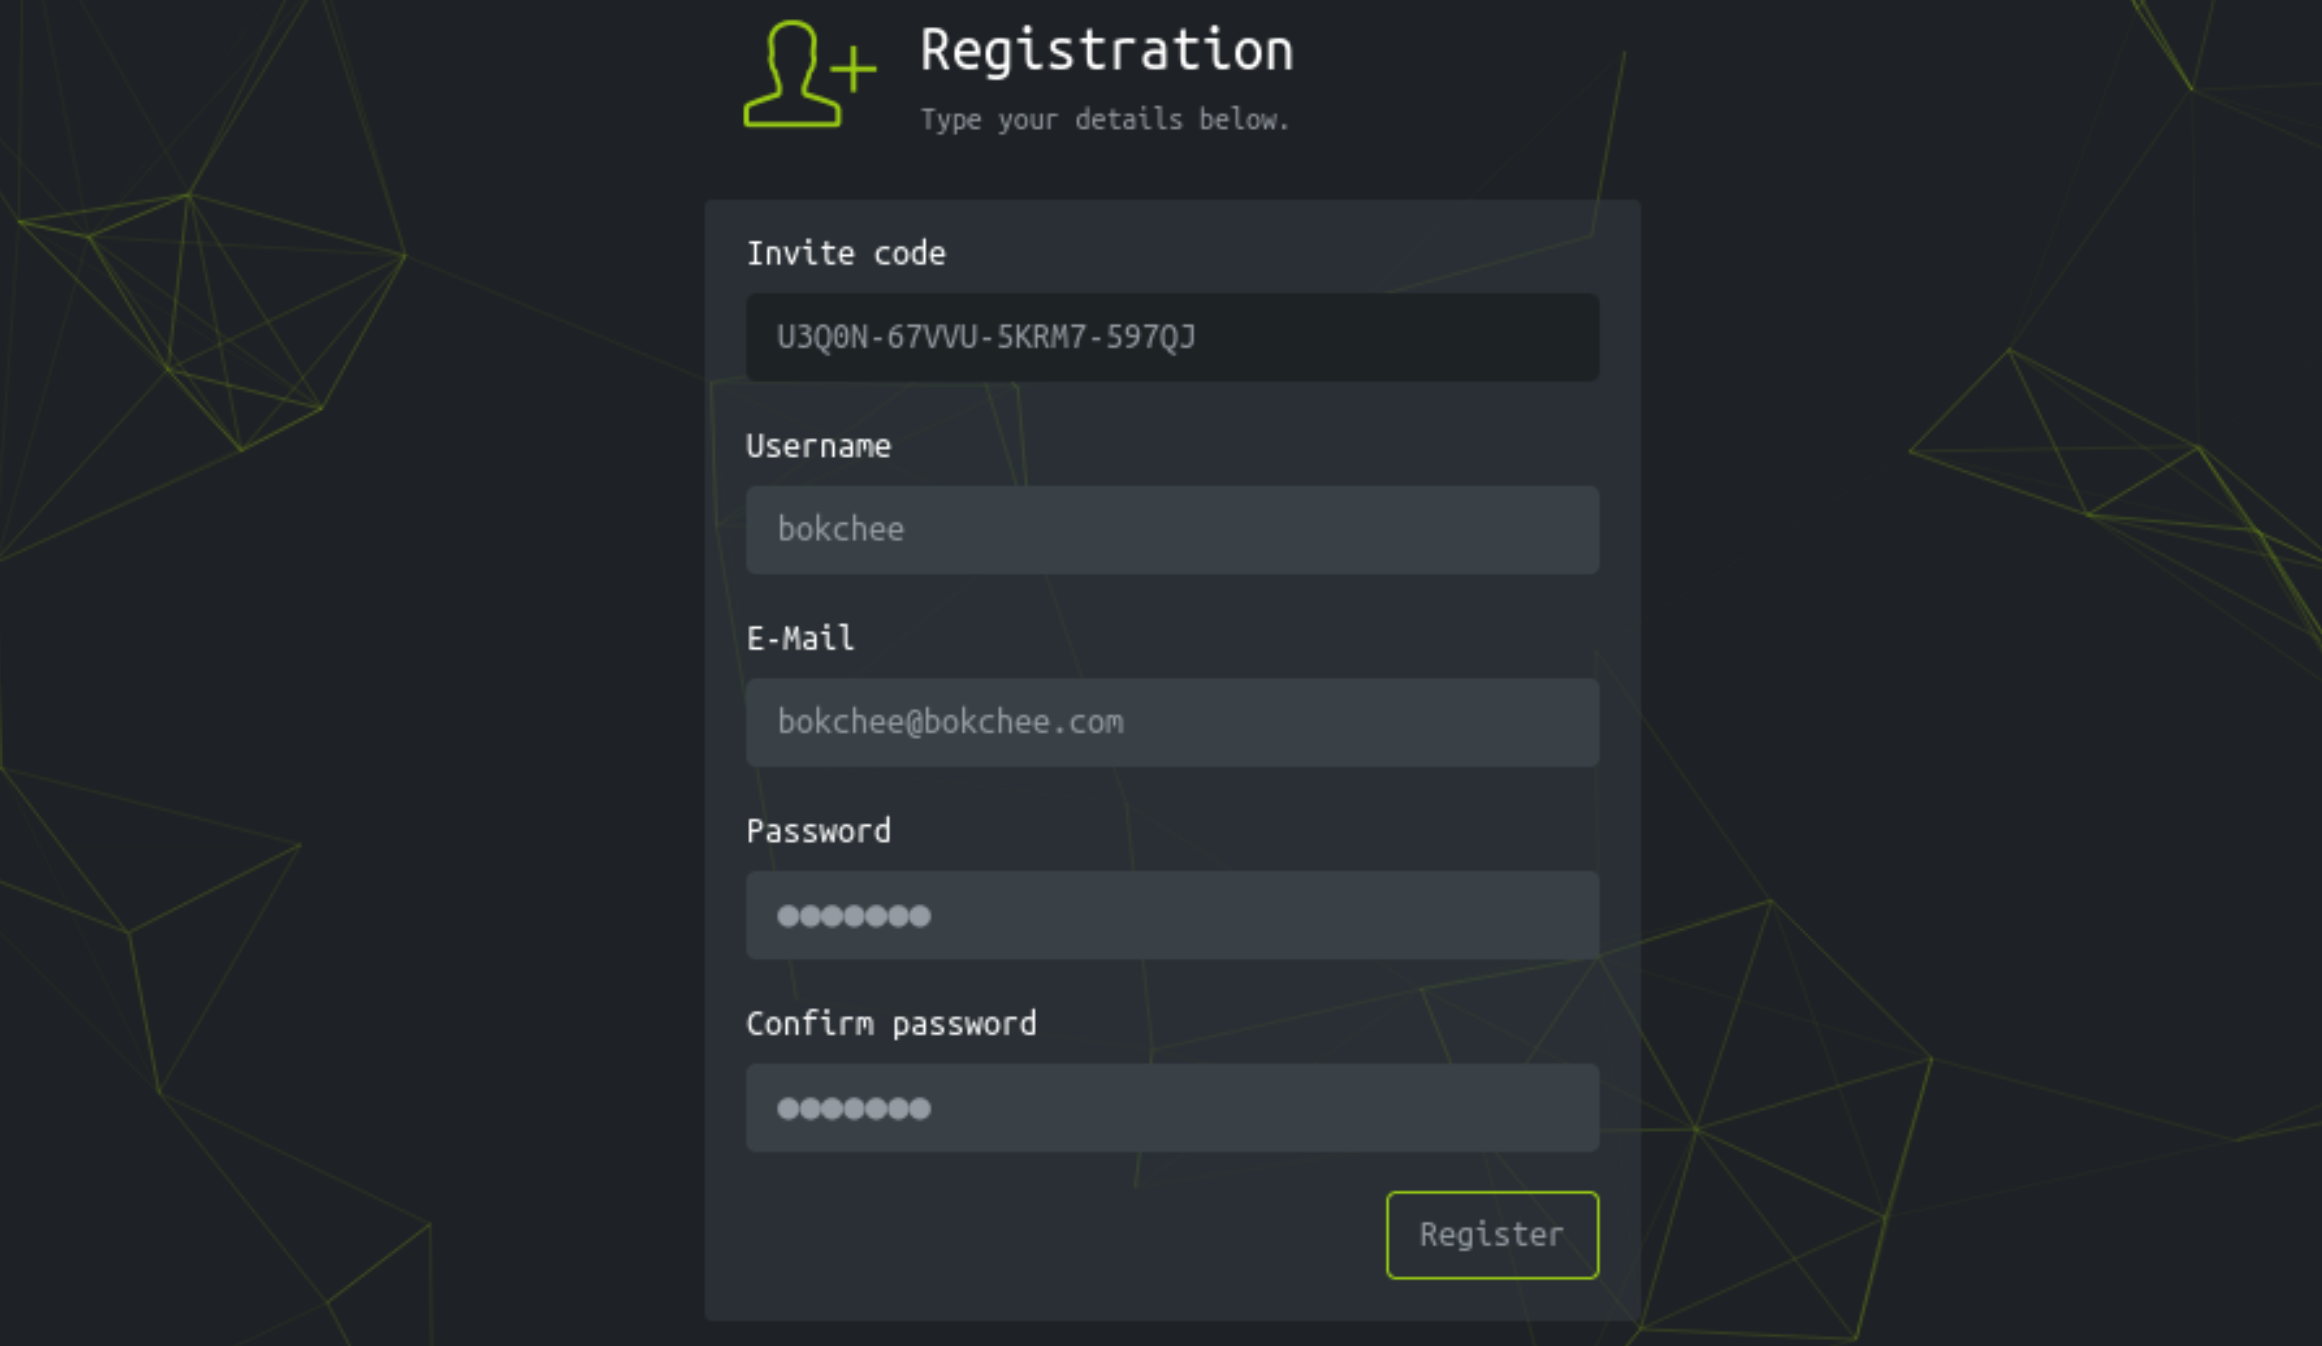 Registration
Type your details below.
Invite code
U3Q0N-67VVU-5KRM7-597QJ
Username
bokchee
E-Mail
bokchee@bokchee.com
Password
●●●●●●●
Confirm password
●●●●●●●
Register